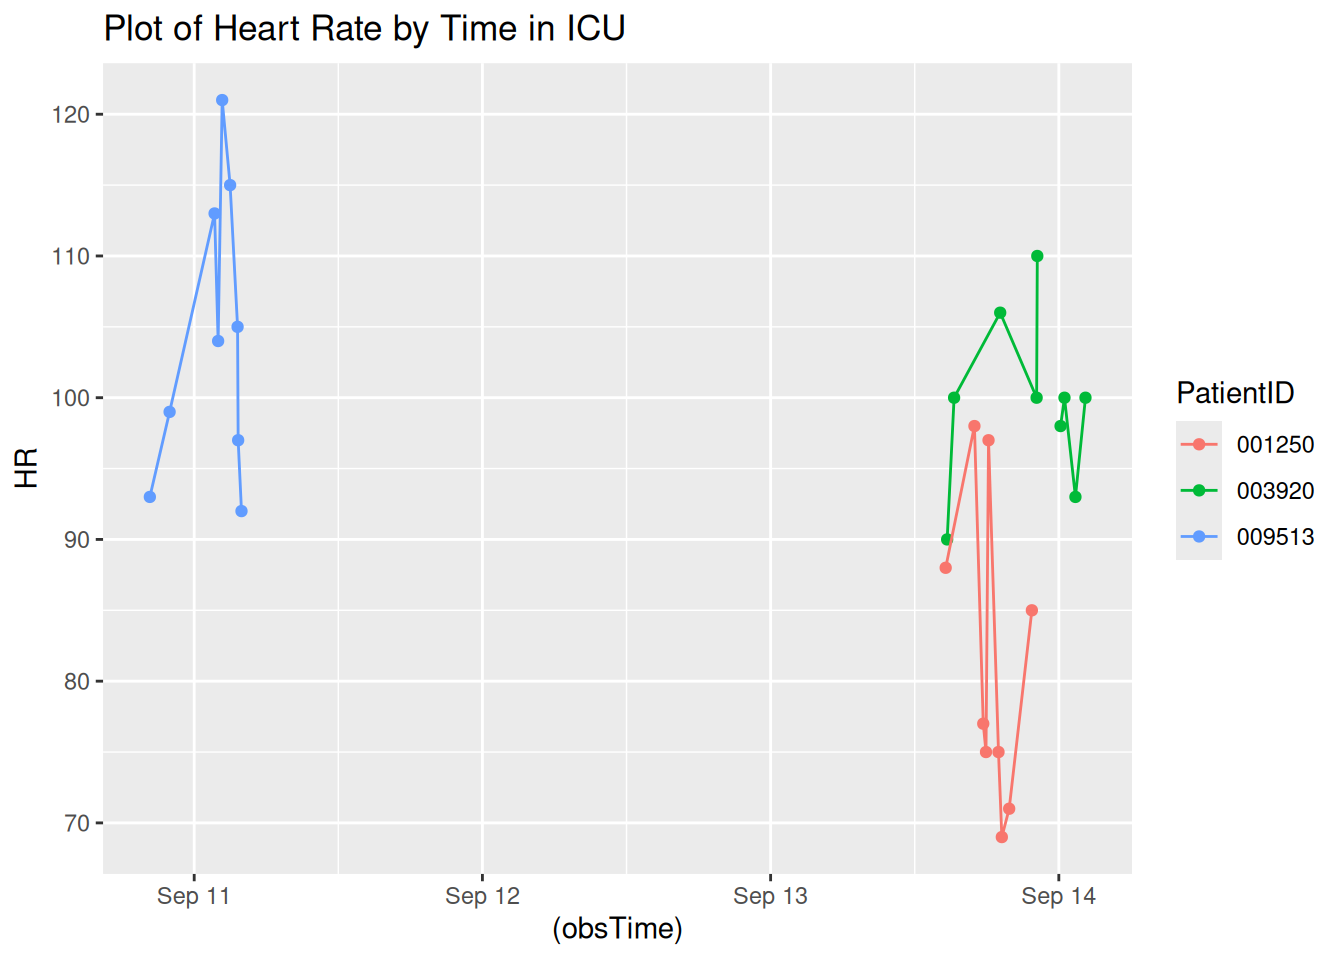 Plot of Heart Rate by Time in ICU
120
110
100
90
80
70
HR
Sep 11
Sep 12
Sep 13
Sep 14
(obsTime)
PatientID
001250
003920
009513